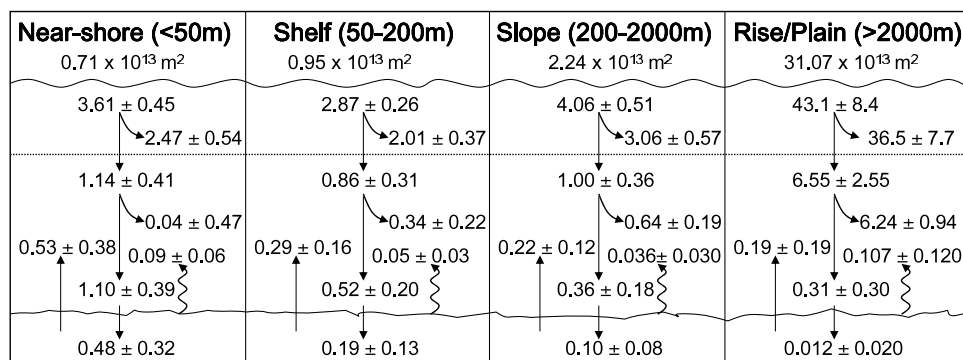 Near-shore (<50m)
0.71 x 10¹³ m²
3.61 ± 0.45
2.47 ± 0.54
1.14 ± 0.41
0.04 ± 0.47
0.53 ± 0.38
0.09 ± 0.06
1.10 ± 0.39
0.48 ± 0.32
Shelf (50-200m)
0.95 x 10¹³ m²
2.87 ± 0.26
2.01 ± 0.37
0.86 ± 0.31
0.34 ± 0.22
0.29 ± 0.16
0.05 ± 0.03
0.52 ± 0.20
0.19 ± 0.13
Slope (200-2000m)
2.24 x 10¹³ m²
4.06 ± 0.51
3.06 ± 0.57
1.00 ± 0.36
0.64 ± 0.19
0.22 ± 0.12
0.036± 0.030
0.36 ± 0.18
0.10 ± 0.08
Rise/Plain (>2000m)
31.07 x 10¹³ m²
43.1 ± 8.4
36.5 ± 7.7
6.55 ± 2.55
6.24 ± 0.94
0.19 ± 0.19
0.107 ± 0.120
0.31 ± 0.30
0.012 ± 0.020